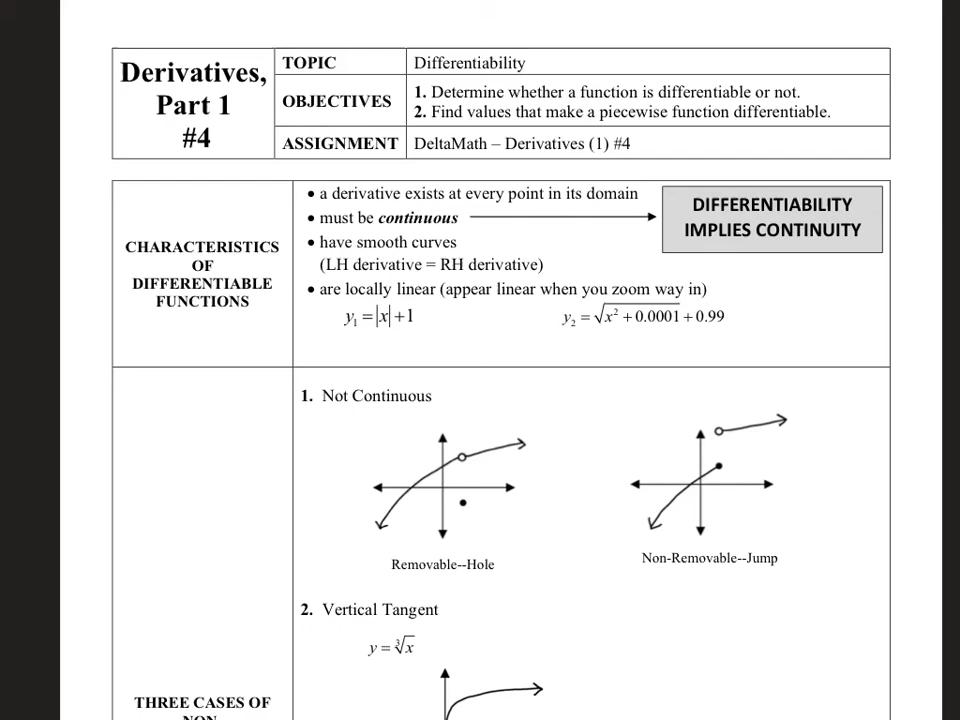 Derivatives,
Part 1
#4
TOPIC
Differentiability
OBJECTIVES
1. Determine whether a function is differentiable or not.
2. Find values that make a piecewise function differentiable.
ASSIGNMENT
DeltaMath – Derivatives (1) #4
CHARACTERISTICS
OF
DIFFERENTIABLE
FUNCTIONS
• a derivative exists at every point in its domain
• must be continuous
DIFFERENTIABILITY
IMPLIES CONTINUITY
• have smooth curves
(LH derivative = RH derivative)
• are locally linear (appear linear when you zoom way in)
y₁ = |x| + 1
y₂ = √(x² + 0.0001) + 0.99
1. Not Continuous
Removable--Hole
Non-Removable--Jump
2. Vertical Tangent
y = ∛x
THREE CASES OF
NON-